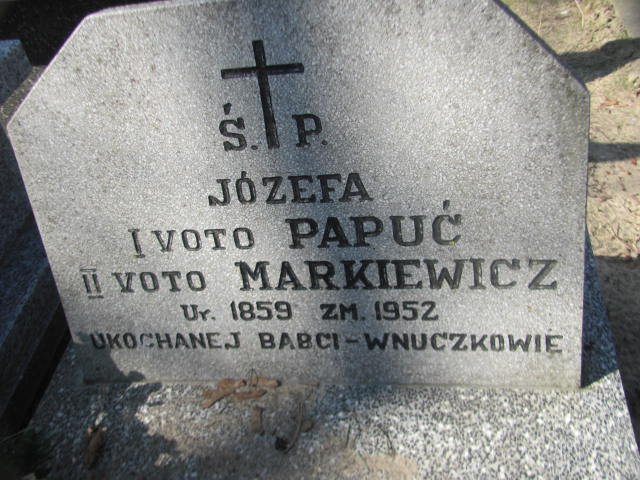 Ś. P.
JÓZEFA
I VOTO PAPUĆ
II VOTO MARKIEWICZ
Ur. 1859 ZM. 1952
UKOCHANEJ BABCI - WNUCZKOWIE